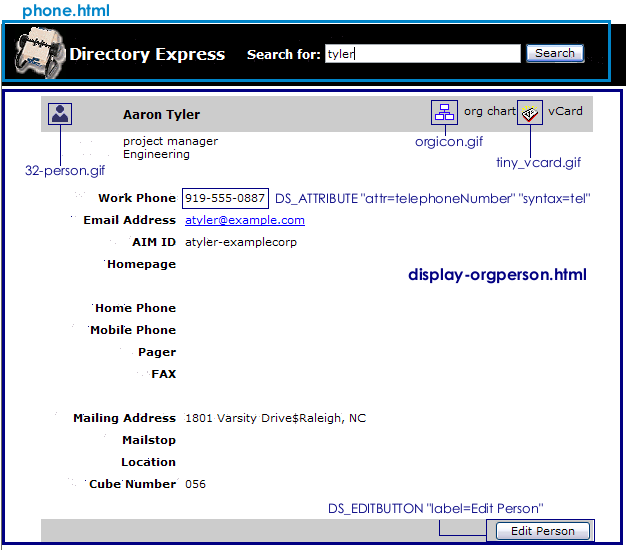 phone.html
Directory Express Search for: tyler Search
Aaron Tyler org chart vCard
project manager
Engineering
orgicon.gif
tiny_vcard.gif
32-person.gif
Work Phone 919-555-0887 DS_ATTRIBUTE "attr=telephoneNumber" "syntax=tel"
Email Address atyler@example.com
AIM ID atyler-examplecorp
Homepage
display-orgperson.html
Home Phone
Mobile Phone
Pager
FAX
Mailing Address 1801 Varsity Drive$Raleigh, NC
Mailstop
Location
Cube Number 056
DS_EDITBUTTON "label=Edit Person"
Edit Person